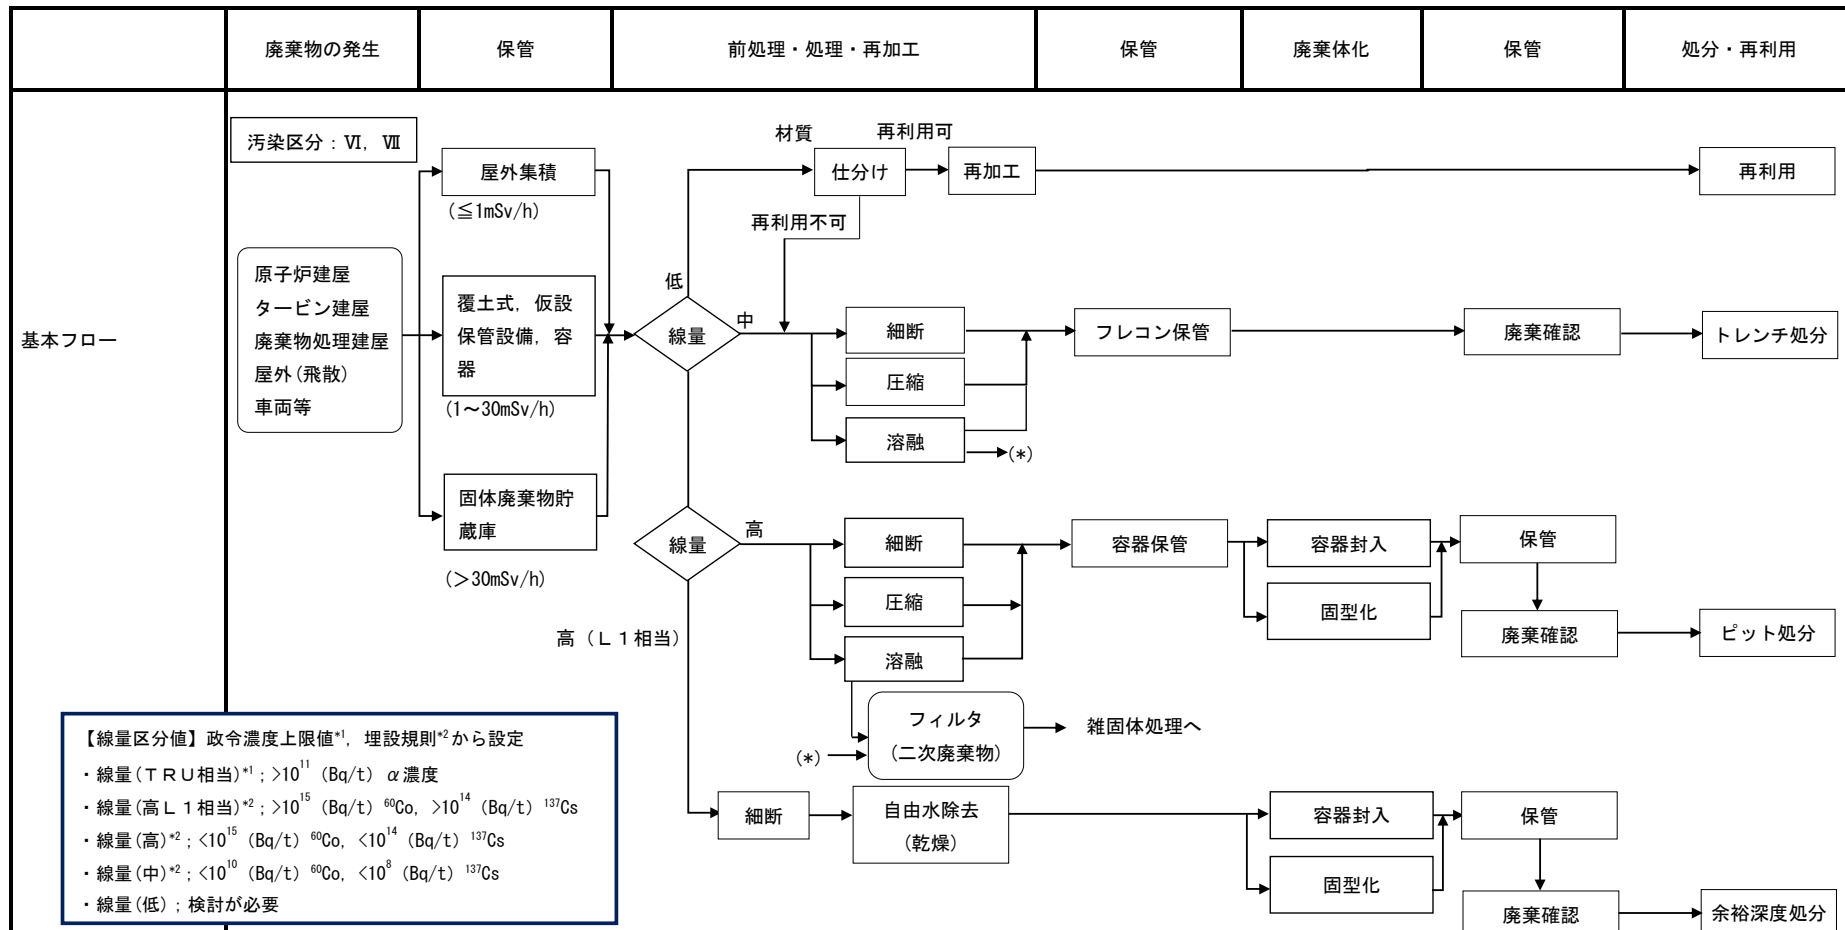 廃棄物の発生
保管
前処理・処理・再加工
保管
廃棄体化
保管
処分・再利用
基本フロー
汚染区分：Ⅵ，Ⅶ
原子炉建屋
タービン建屋
廃棄物処理建屋
屋外(飛散)
車両等
屋外集積
(≦1mSv/h)
覆土式，仮設
保管設備，容
器
(1～30mSv/h)
固体廃棄物貯
蔵庫
(＞30mSv/h)
材質
再利用可
仕分け
再加工
再利用
再利用不可
低
線量
中
細断
圧縮
溶融
(*)
フレコン保管
廃棄確認
トレンチ処分
線量
高
細断
圧縮
溶融
容器保管
容器封入
固型化
保管
廃棄確認
ピット処分
高（Ｌ１相当）
フィルタ
(二次廃棄物)
(*)
雑固体処理へ
細断
自由水除去
(乾燥)
容器封入
固型化
保管
廃棄確認
余裕深度処分
【線量区分値】政令濃度上限値*1，埋設規則*2から設定
・線量(ＴＲＵ相当)*1；>10^11 (Bq/t) α濃度
・線量(高Ｌ１相当)*2；>10^15 (Bq/t) 60Co, >10^14 (Bq/t) 137Cs
・線量(高)*2；<10^15 (Bq/t) 60Co, <10^14 (Bq/t) 137Cs
・線量(中)*2；<10^10 (Bq/t) 60Co, <10^8 (Bq/t) 137Cs
・線量(低)；検討が必要